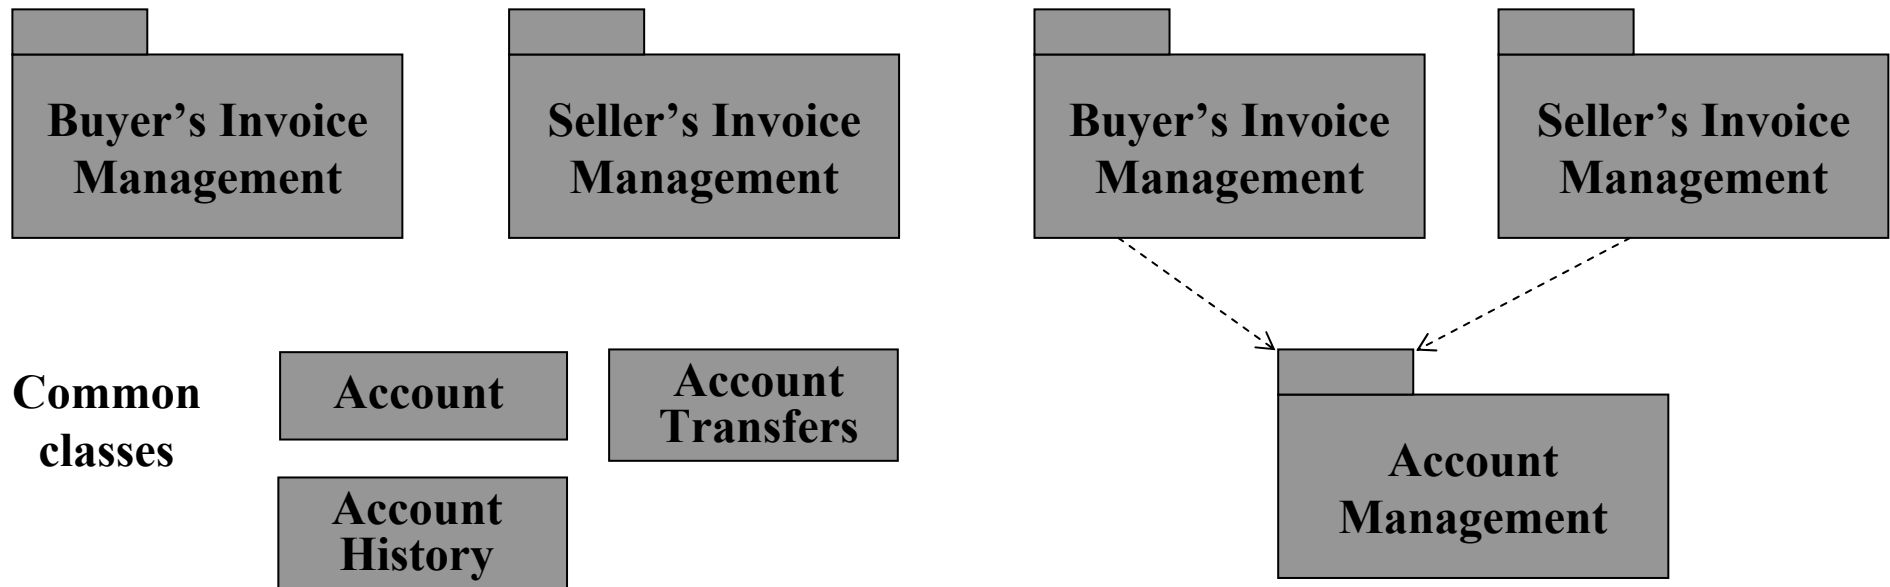 Buyer’s Invoice
Management
Seller’s Invoice
Management
Buyer’s Invoice
Management
Seller’s Invoice
Management
Common
classes
Account
Account
Transfers
Account
History
Account
Management